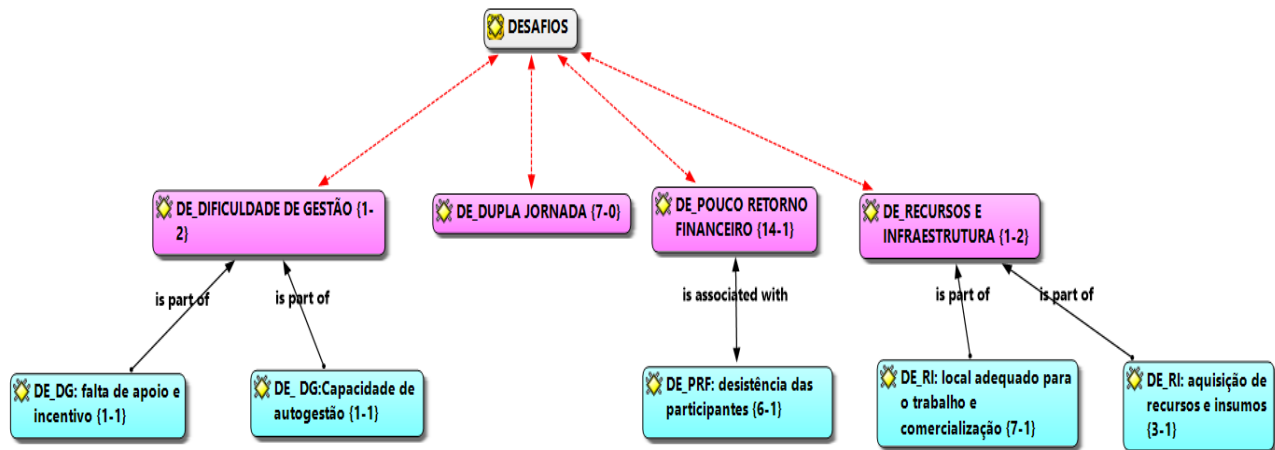 DESAFIOS
DE_DIFICULDADE DE GESTÃO {1-
2}
DE_DUPLA JORNADA {7-0}
DE_POUCO RETORNO
FINANCEIRO {14-1}
DE_RECURSOS E
INFRAESTRUTURA {1-2}
is part of
is part of
is associated with
is part of
is part of
DE_DG: falta de apoio e
incentivo {1-1}
DE_ DG:Capacidade de
autogestão {1-1}
DE_PRF: desistência das
participantes {6-1}
DE_RI: local adequado para
o trabalho e
comercialização {7-1}
DE_RI: aquisição de
recursos e insumos
{3-1}